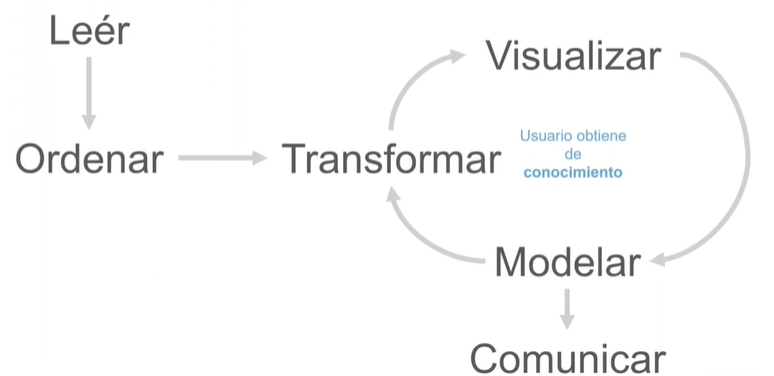 Leér
Visualizar
Usuario obtiene
de
conocimiento
Ordenar
Transformar
Modelar
Comunicar